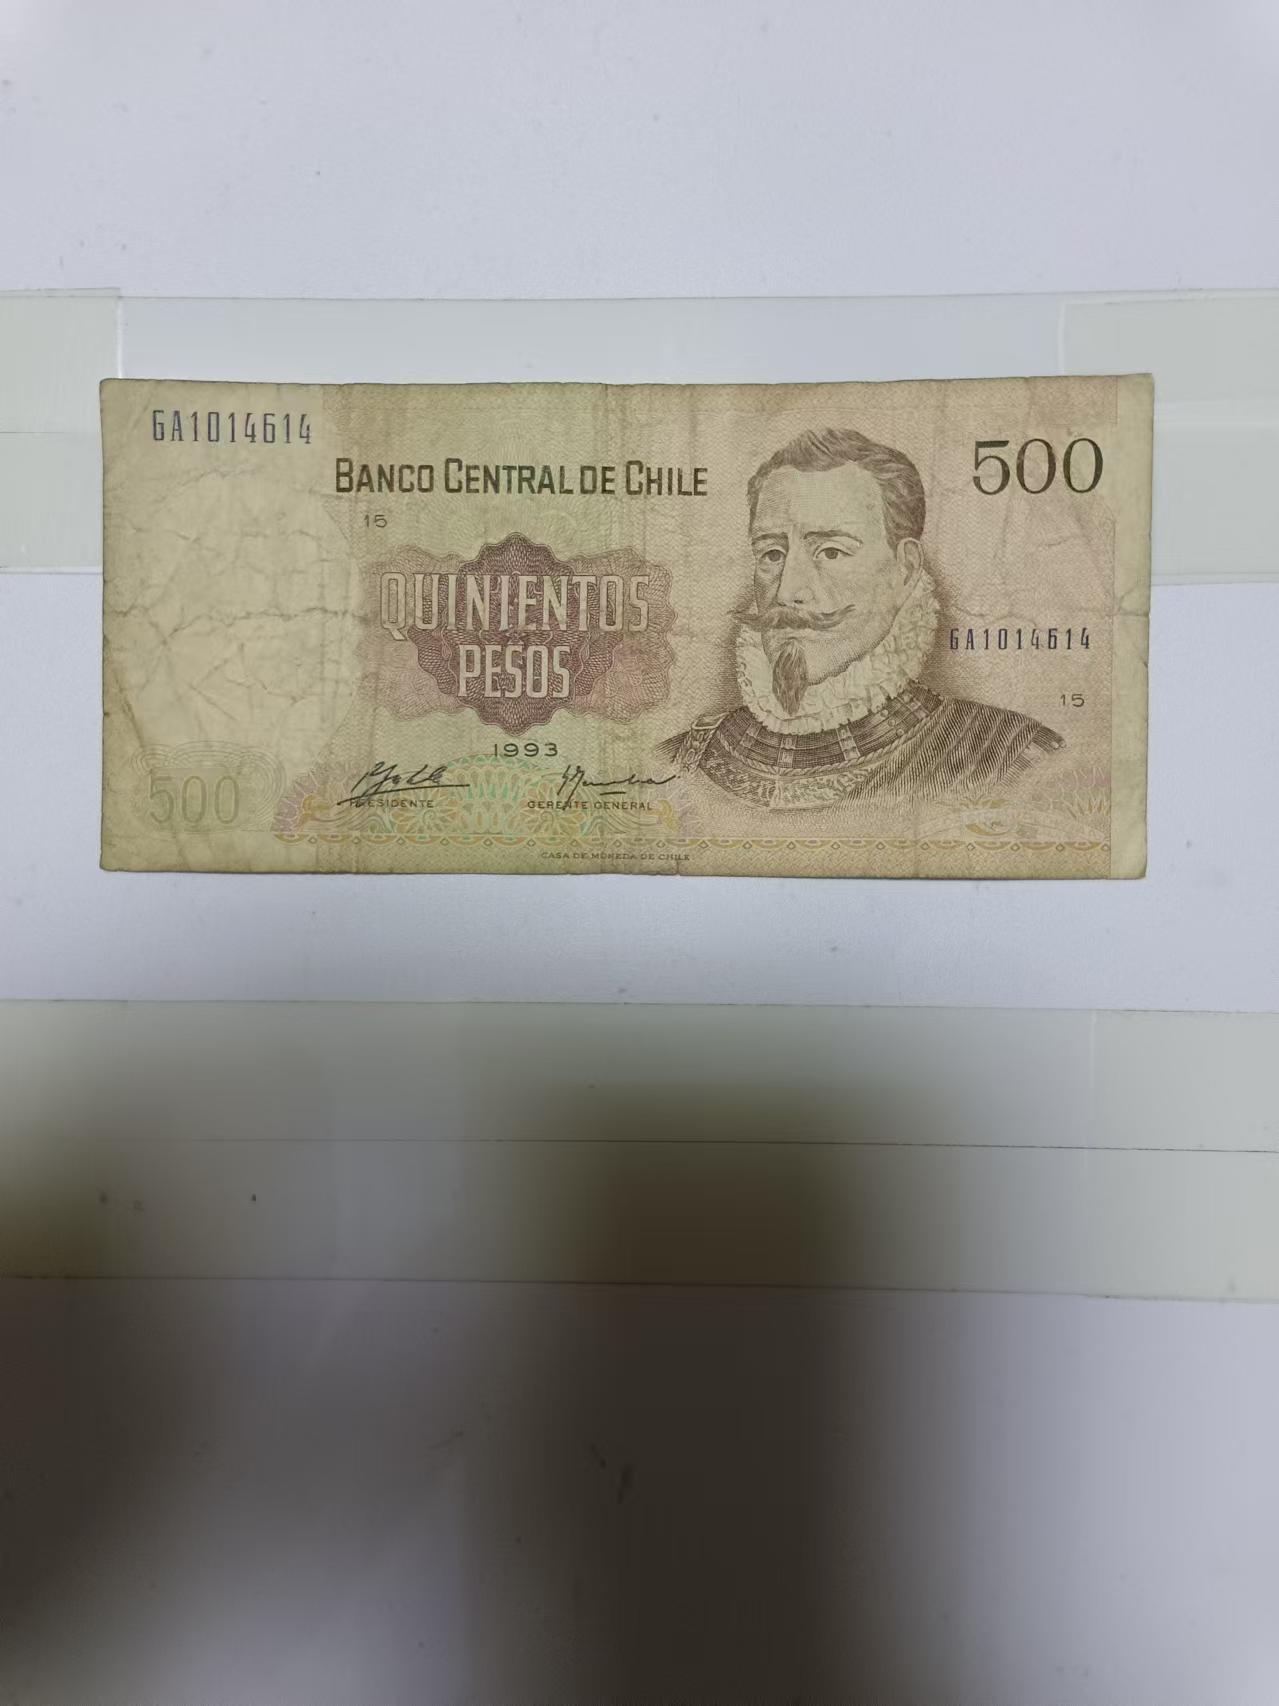 GA1014614
500
BANCO CENTRAL DE CHILE
15
QUINIENTOS
PESOS
GA1014614
15
1993
500
PRESIDENTE
GERENTE GENERAL
CASA DE MONEDA DE CHILE